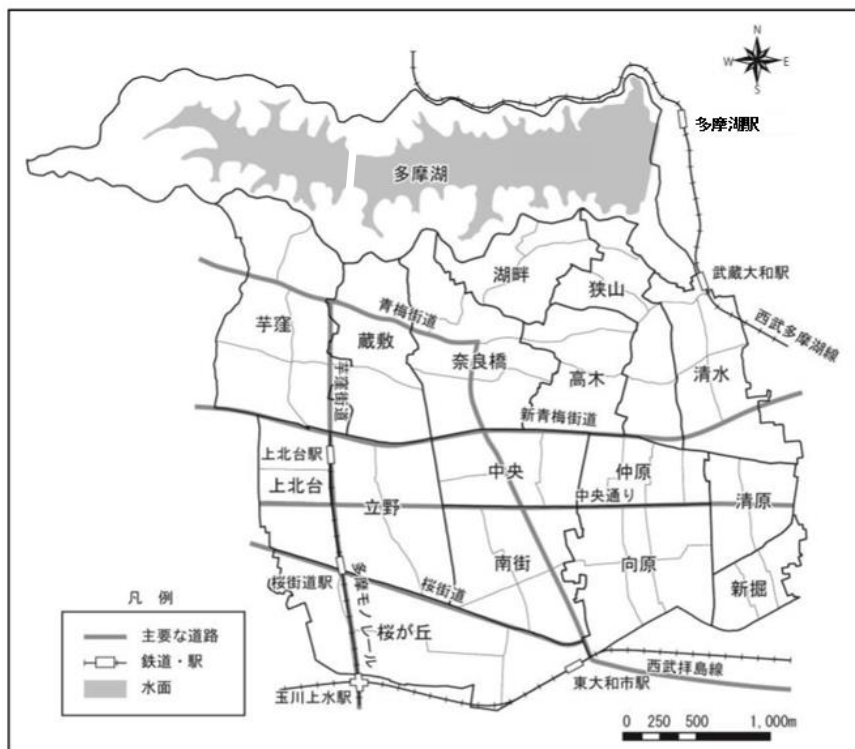 N
W E
S
多摩湖駅
多摩湖
武蔵大和駅
湖畔
狭山
西武多摩湖線
青梅街道
芋窪
蔵敷
奈良橋
芋窪街道
高木
清水
新青梅街道
上北台駅
上北台
中央
仲原
中央通り
清原
立野
南街
向原
新堀
桜街道駅
桜街道
多摩モノレール
桜が丘
西武拝島線
東大和市駅
玉川上水駅
凡 例
主要な道路
鉄道・駅
水面
0 250 500 1,000m